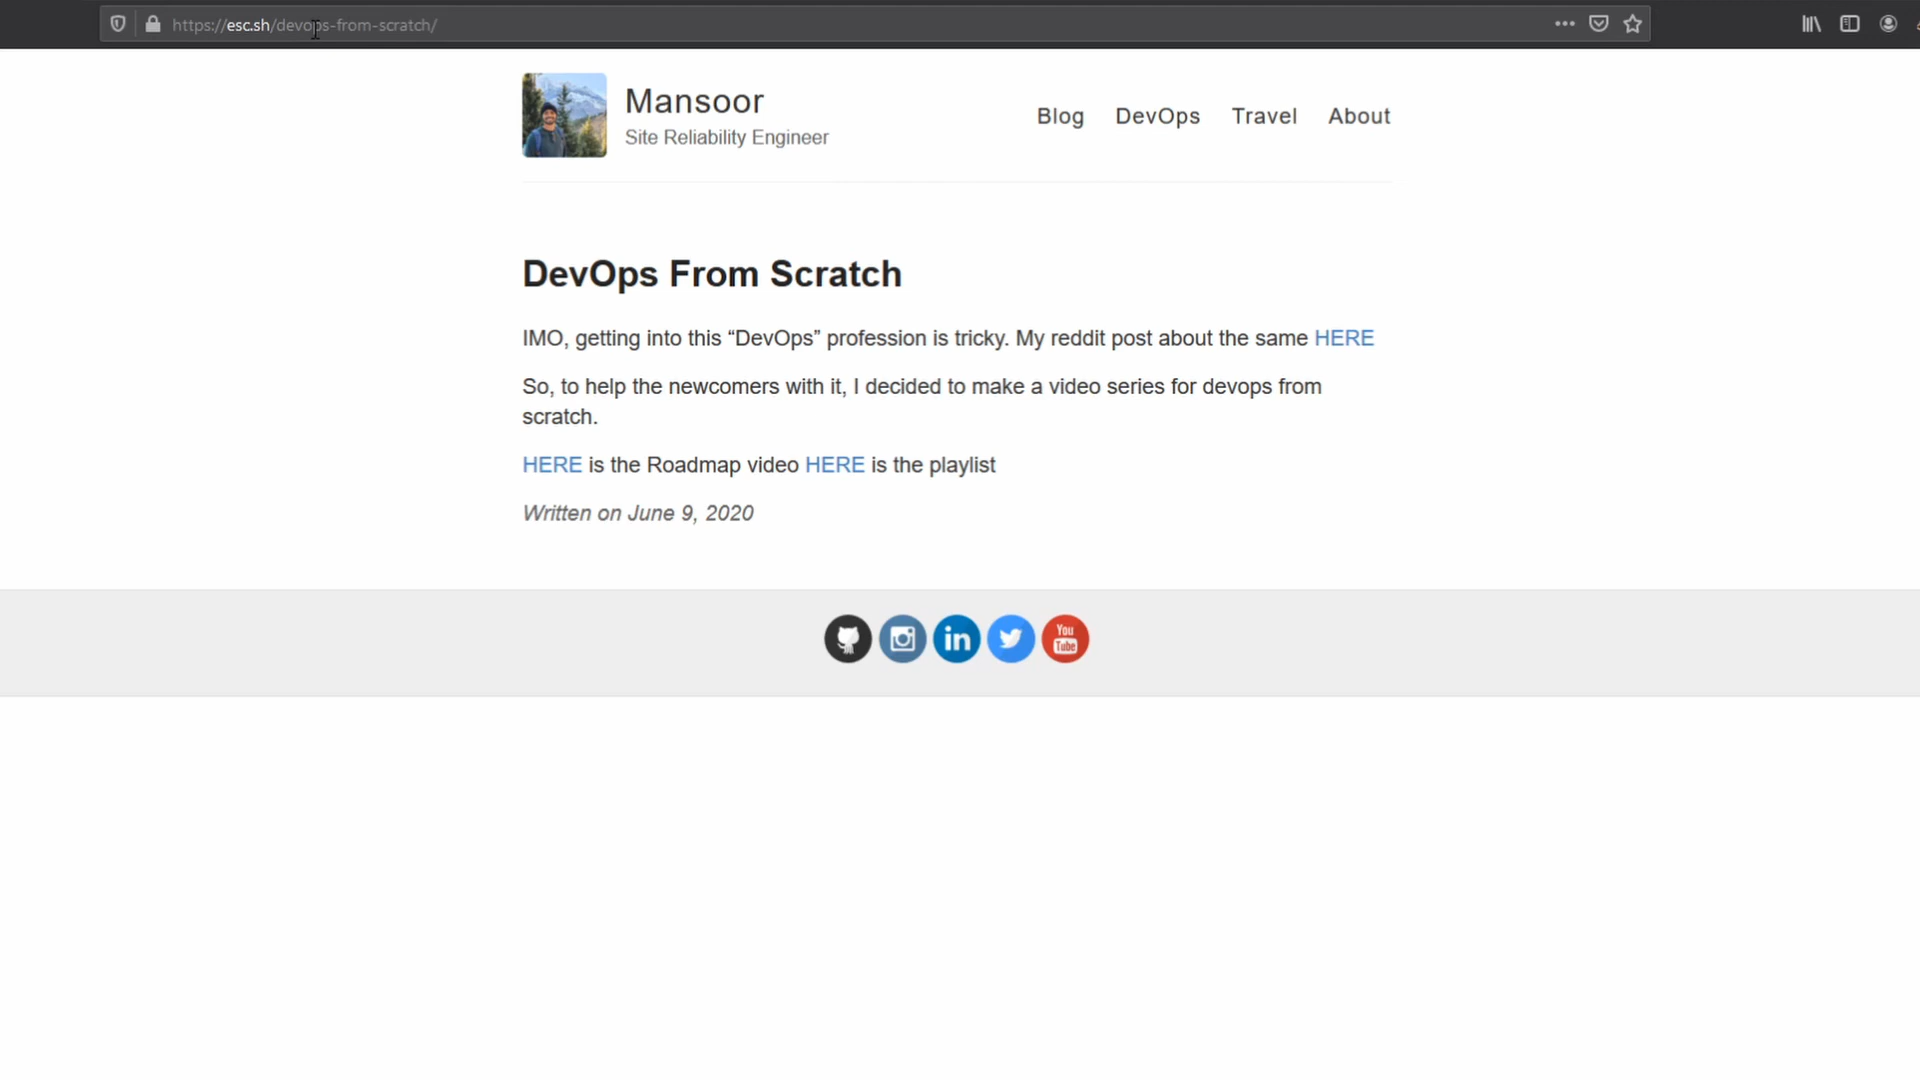 https://esc.sh/devops-from-scratch/
Mansoor
Site Reliability Engineer
Blog DevOps Travel About
DevOps From Scratch
IMO, getting into this “DevOps” profession is tricky. My reddit post about the same HERE
So, to help the newcomers with it, I decided to make a video series for devops from
scratch.
HERE is the Roadmap video HERE is the playlist
Written on June 9, 2020
in
You
Tube